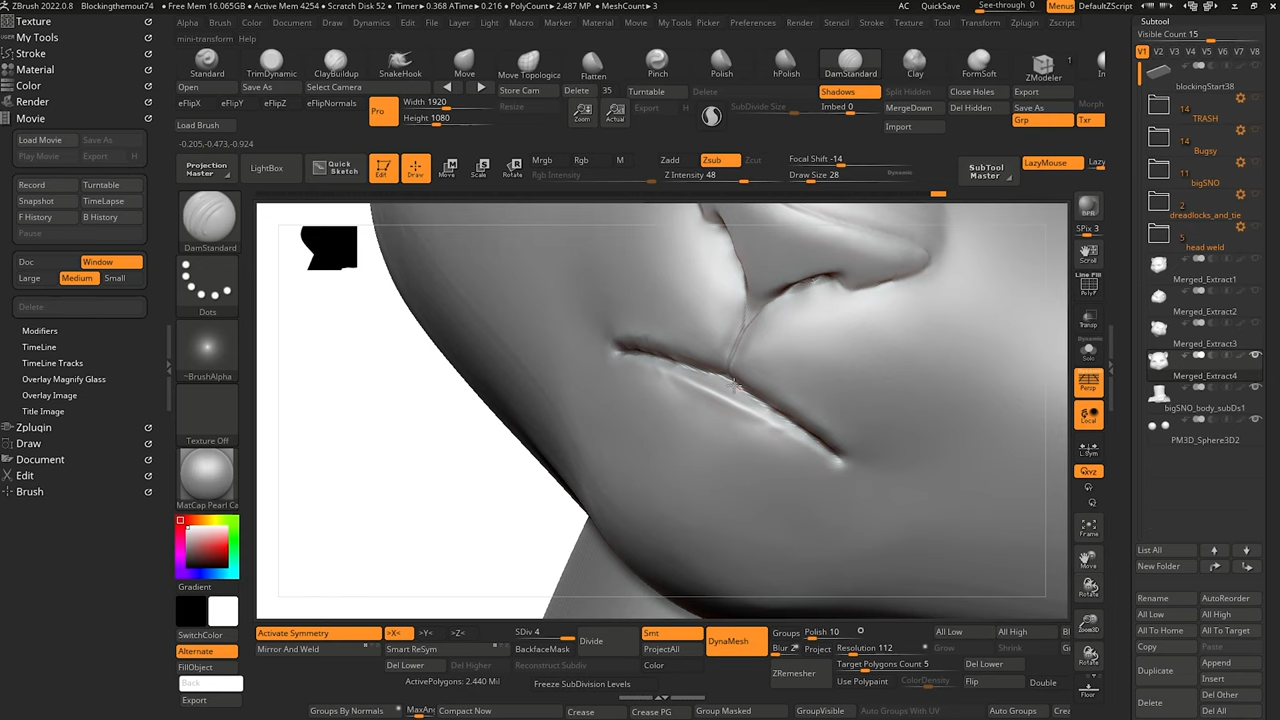 ZBrush 2022.0.8 Blockingthemout74 • Free Mem 16.065GB • Active Mem 4254 • Scratch Disk 52 • Timer▸0.368 ATime▸0.216 • PolyCount▸2.487 MP • MeshCount▸3 AC QuickSave See-through 0 Menus DefaultZScript
Alpha Brush Color Document Draw Dynamics Edit File Layer Light Macro Marker Material Movie My Tools Picker Preferences Render Stencil Stroke Surface Texture Tool Transform Zplugin Zscript
mini-transform Help
Standard TrimDynamic ClayBuildup SnakeHook Move Move Topologic Flatten Pinch Polish hPolish DamStandard Clay FormSoft ZModeler 1
Open Save As Select Camera Store Cam Delete 35 Turntable Delete Shadows Split Hidden Close Holes Export
eFlipX eFlipY eFlipZ eFlipNormals Pro Width 1920 Height 1080 Resize Zoom Actual Export H SubDivide Size Imbed 0 MergeDown Del Hidden Save As Morph
Load Brush Import Grp Txr
-0.205,-0.473,-0.924
Projection Master LightBox Quick Sketch Edit Draw Move Scale Rotate Mrgb Rgb M Rgb Intensity Zadd Zsub Zcut Z Intensity 48 Focal Shift -14 Draw Size 28 Dynamic SubTool Master LazyMouse Lazy
Texture
My Tools
Stroke
Material
Color
Render
Movie
Load Movie Save As
Play Movie Export H
Record Turntable
Snapshot TimeLapse
F History B History
Pause
Doc Window
Large Medium Small
Delete
Modifiers
TimeLine
TimeLine Tracks
Overlay Magnify Glass
Overlay Image
Title Image
Zplugin
Draw
Document
Edit
Brush
DamStandard
Dots
~BrushAlpha
Texture Off
MatCap Pearl Ca
Gradient
SwitchColor
Alternate
FillObject
Back
Export
BPR
SPix 3
Scroll
Line Fill
PolyF
Transp
Dynamic
Solo
Persp
Local
L.Sym
xyz
Frame
Move
Rotate
Zoom3D
Rotate
Floor
Subtool
Visible Count 15
V1 V2 V3 V4 V5 V6 V7 V8
blockingStart38
14
TRASH
14
Bugsy
11
bigSNO
2
dreadlocks_and_tie
5
head weld
Merged_Extract1
Merged_Extract2
Merged_Extract3
Merged_Extract4
bigSNO_body_subDs1
PM3D_Sphere3D2
List All
New Folder
Rename AutoReorder
All Low All High
All To Home All To Target
Copy Paste
Duplicate Append
Insert
Delete Del Other
Del All
Activate Symmetry >X< >Y< >Z< SDiv 4 Divide Smt DynaMesh Groups Polish 10 All Low All High
Mirror And Weld Smart ReSym BackfaceMask ProjectAll Blur 2 Project Resolution 112 Grow Shrink
Del Lower Del Higher Reconstruct Subdiv Color ZRemesher Target Polygons Count 5 Del Lower
ActivePolygons: 2.440 Mil Freeze SubDivision Levels Use Polypaint ColorDensity Flip Double
Groups By Normals MaxAn Compact Now Crease Crease PG Group Masked GroupVisible Auto Groups With UV Auto Groups Crea